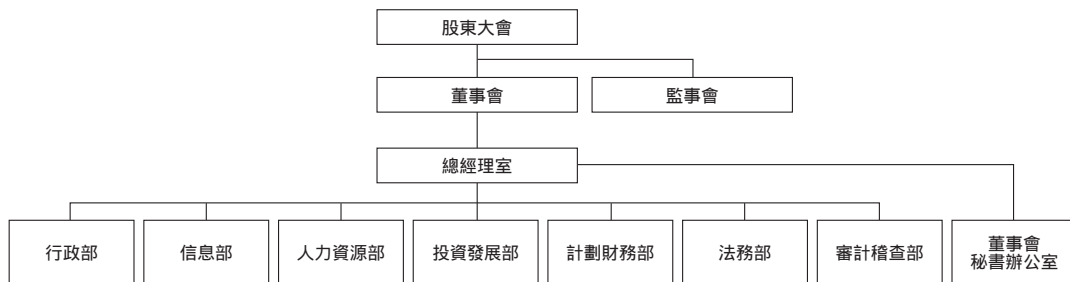 股東大會
董事會
監事會
總經理室
行政部
信息部
人力資源部
投資發展部
計劃財務部
法務部
審計稽查部
董事會
秘書辦公室